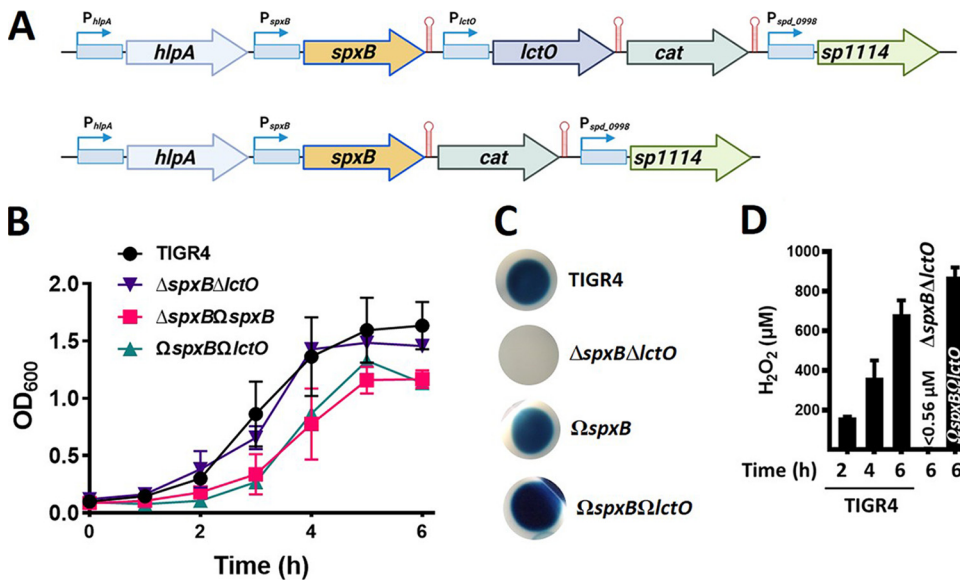 A
PhlpA PspxB PlctO Pspd_0998
hlpA spxB lctO cat sp1114
PhlpA PspxB Pspd_0998
hlpA spxB cat sp1114
B
TIGR4
ΔspxBΔlctO
ΔspxBΩspxB
ΩspxBΩlctO
2.0
1.5
1.0
0.5
0.0
OD600
0 2 4 6
Time (h)
C
TIGR4
ΔspxBΔlctO
ΩspxB
ΩspxBΩlctO
D
1000
800
600
400
200
H2O2 (µM)
<0.56 µM ΔspxBΔlctO
ΩspxBΩlctO
Time (h) 2 4 6 6 6
TIGR4